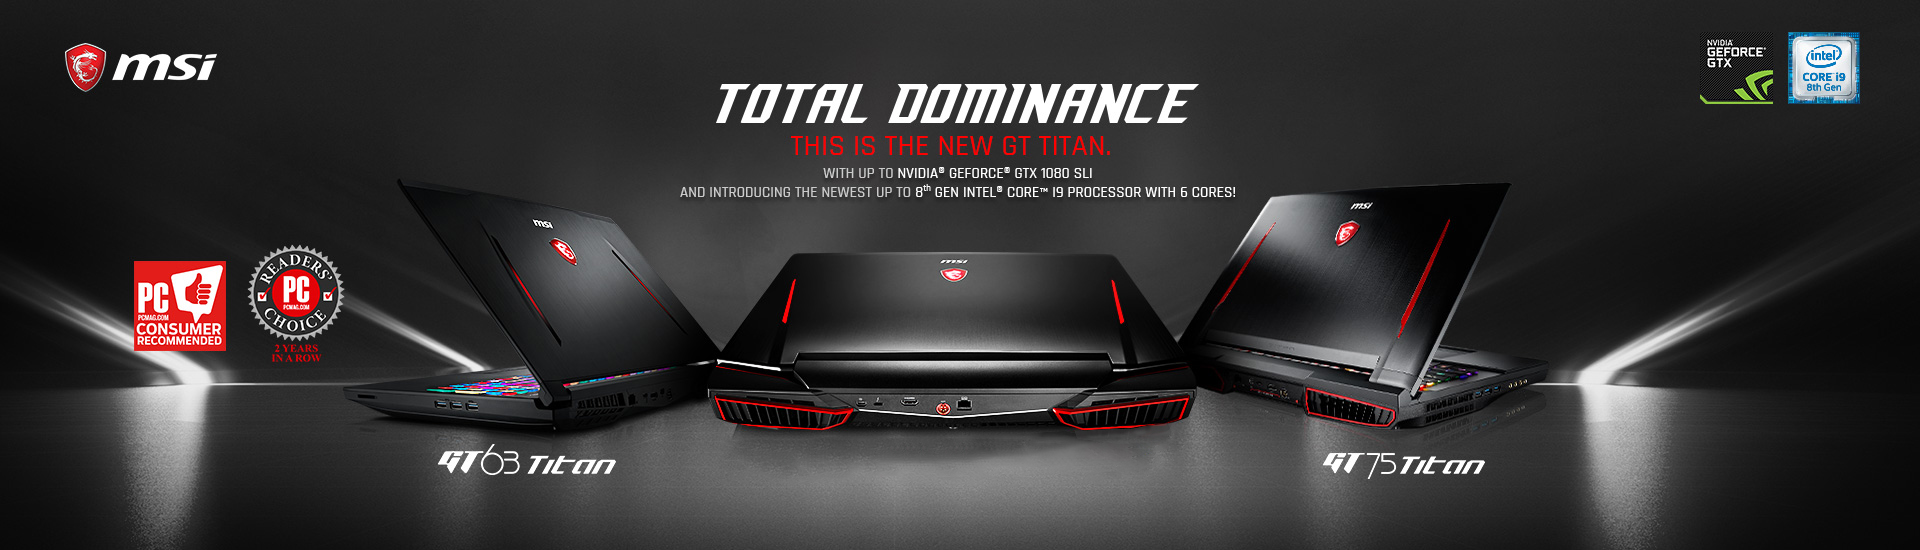 msi
NVIDIA
GEFORCE®
GTX
intel
CORE i9
8th Gen
TOTAL DOMINANCE
THIS IS THE NEW GT TITAN.
WITH UP TO NVIDIA® GEFORCE® GTX 1080 SLI
AND INTRODUCING THE NEWEST UP TO 8th GEN INTEL® CORE™ I9 PROCESSOR WITH 6 CORES!
msi
msi
msi
PC
PCMAG.COM
CONSUMER
RECOMMENDED
READERS'
PC
PCMAG.COM
CHOICE
2 YEARS
IN A ROW
GT63 Titan
GT75 Titan